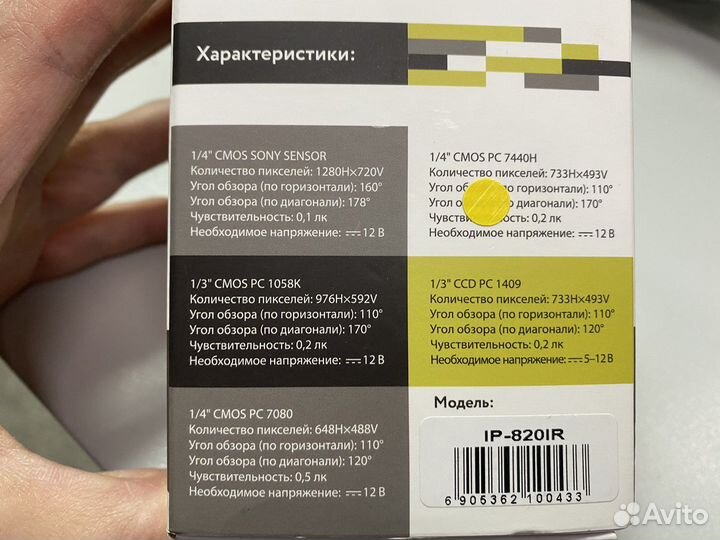 Характеристики:
1/4" CMOS SONY SENSOR
Количество пикселей: 1280H×720V
Угол обзора (по горизонтали): 160°
Угол обзора (по диагонали): 178°
Чувствительность: 0,1 лк
Необходимое напряжение: ⎓ 12 В
1/4" CMOS PC 7440H
Количество пикселей: 733H×493V
Угол обзора (по горизонтали): 110°
Угол (по диагонали): 170°
0,2 лк
Необходимое напряжение: ⎓ 12 В
1/3" CMOS PC 1058K
Количество пикселей: 976H×592V
Угол обзора (по горизонтали): 110°
Угол обзора (по диагонали): 170°
Чувствительность: 0,2 лк
Необходимое напряжение: ⎓ 12 В
1/3" CCD PC 1409
Количество пикселей: 733H×493V
Угол обзора (по горизонтали): 110°
Угол обзора (по диагонали): 120°
Чувствительность: 0,2 лк
Необходимое напряжение: ⎓ 5–12 В
1/4" CMOS PC 7080
Количество пикселей: 648H×488V
Угол обзора (по горизонтали): 110°
Угол обзора (по диагонали): 120°
Чувствительность: 0,5 лк
Необходимое напряжение: ⎓ 12 В
Модель:
IP-820IR
6 905362 100433
Avito